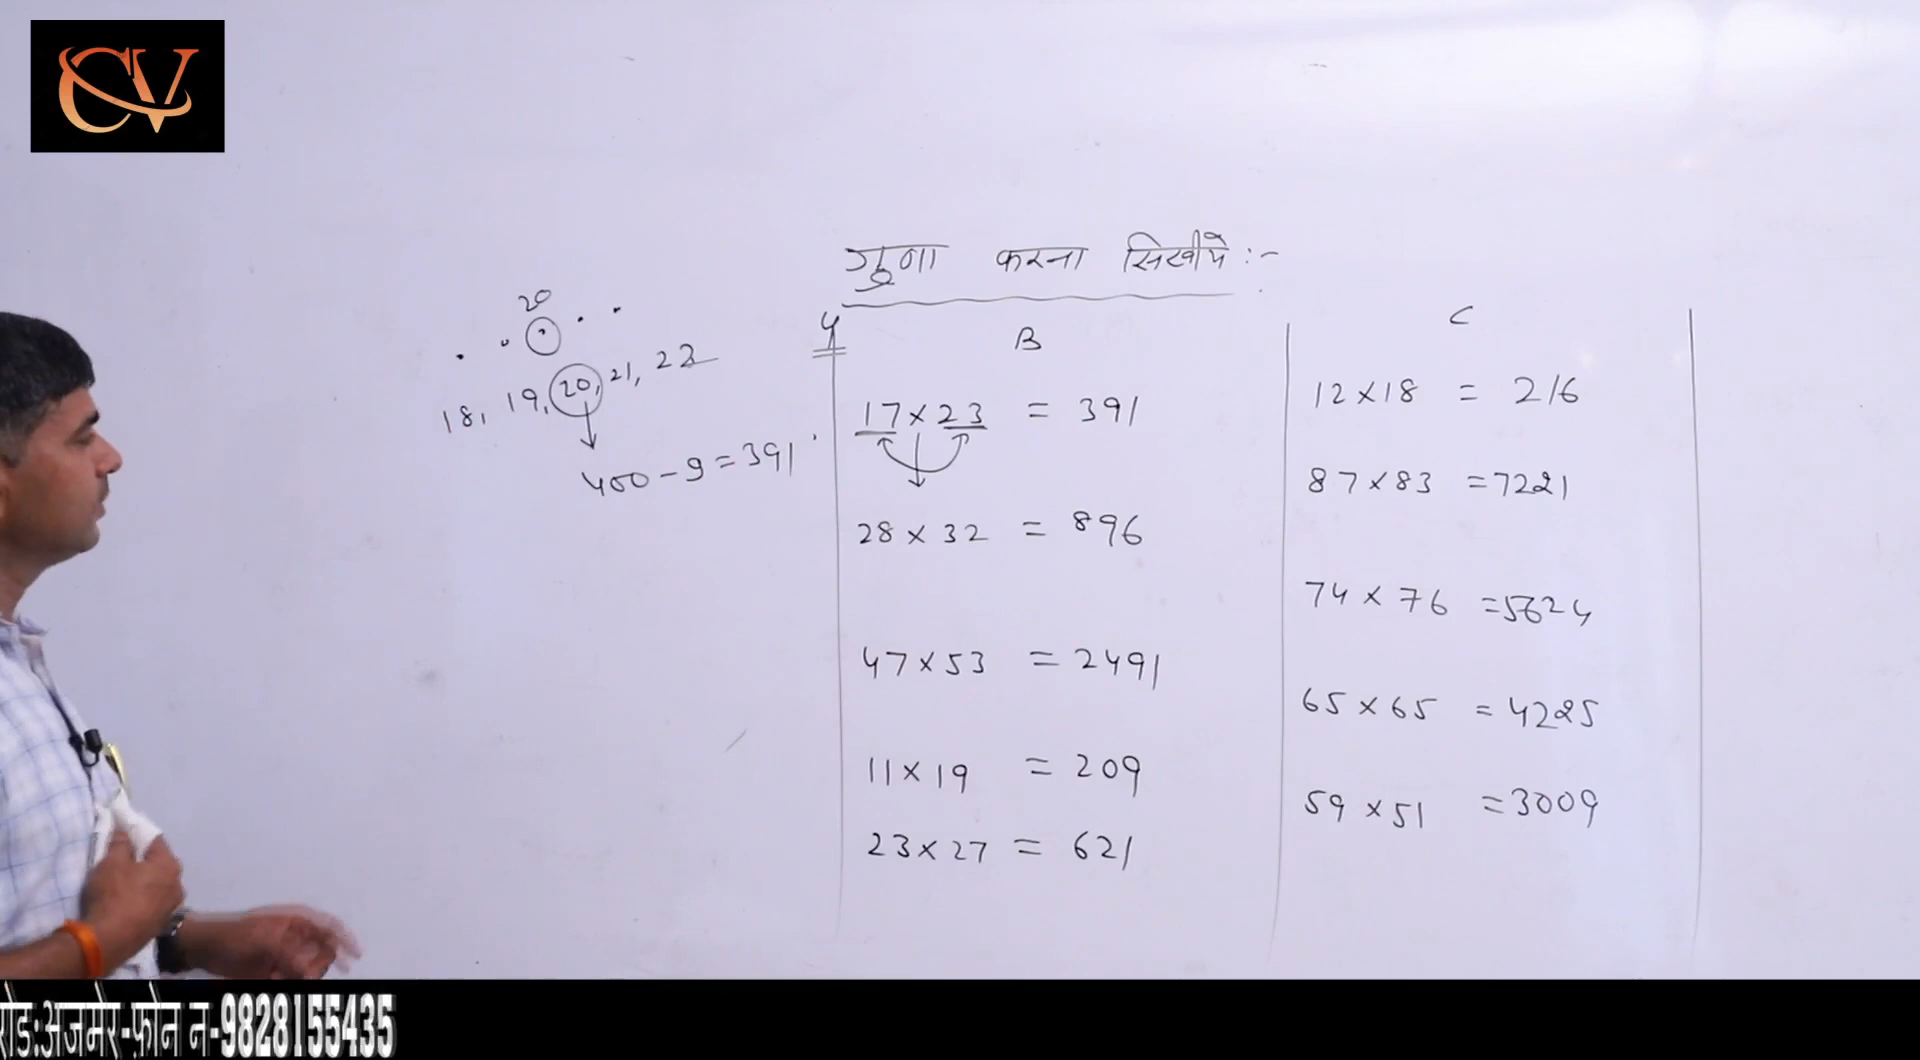 CV
गुणा करना सिखीये :-
20
18, 19, 20, 21, 22
400 - 9 = 391
B
17 × 23 = 391
28 × 32 = 896
47 × 53 = 2491
11 × 19 = 209
23 × 27 = 621
C
12 × 18 = 216
87 × 83 = 7221
74 × 76 = 5624
65 × 65 = 4225
59 × 51 = 3009
रोड:अजमेर-फ़ोन न-9828155435